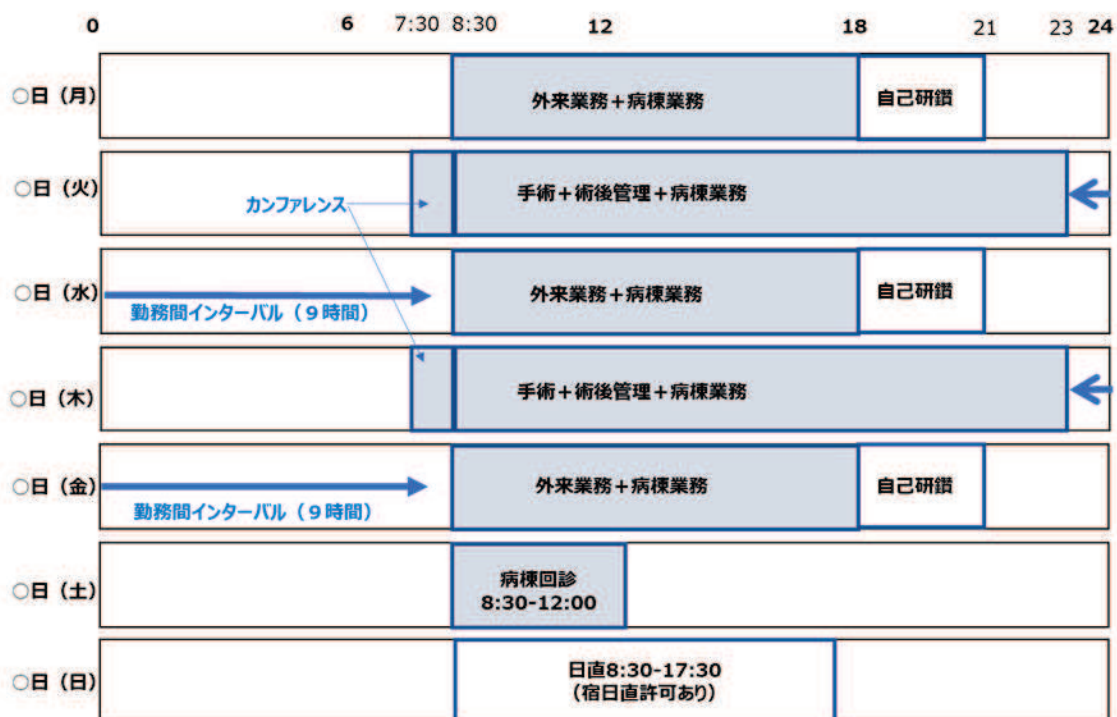 0 6 7:30 8:30 12 18 21 23 24
○日（月） 外来業務＋病棟業務 自己研鑽
○日（火） 手術＋術後管理＋病棟業務
カンファレンス
○日（水） 外来業務＋病棟業務 自己研鑽
勤務間インターバル（９時間）
○日（木） 手術＋術後管理＋病棟業務
○日（金） 外来業務＋病棟業務 自己研鑽
勤務間インターバル（９時間）
○日（土） 病棟回診
8:30-12:00
○日（日） 日直8:30-17:30
（宿日直許可あり）